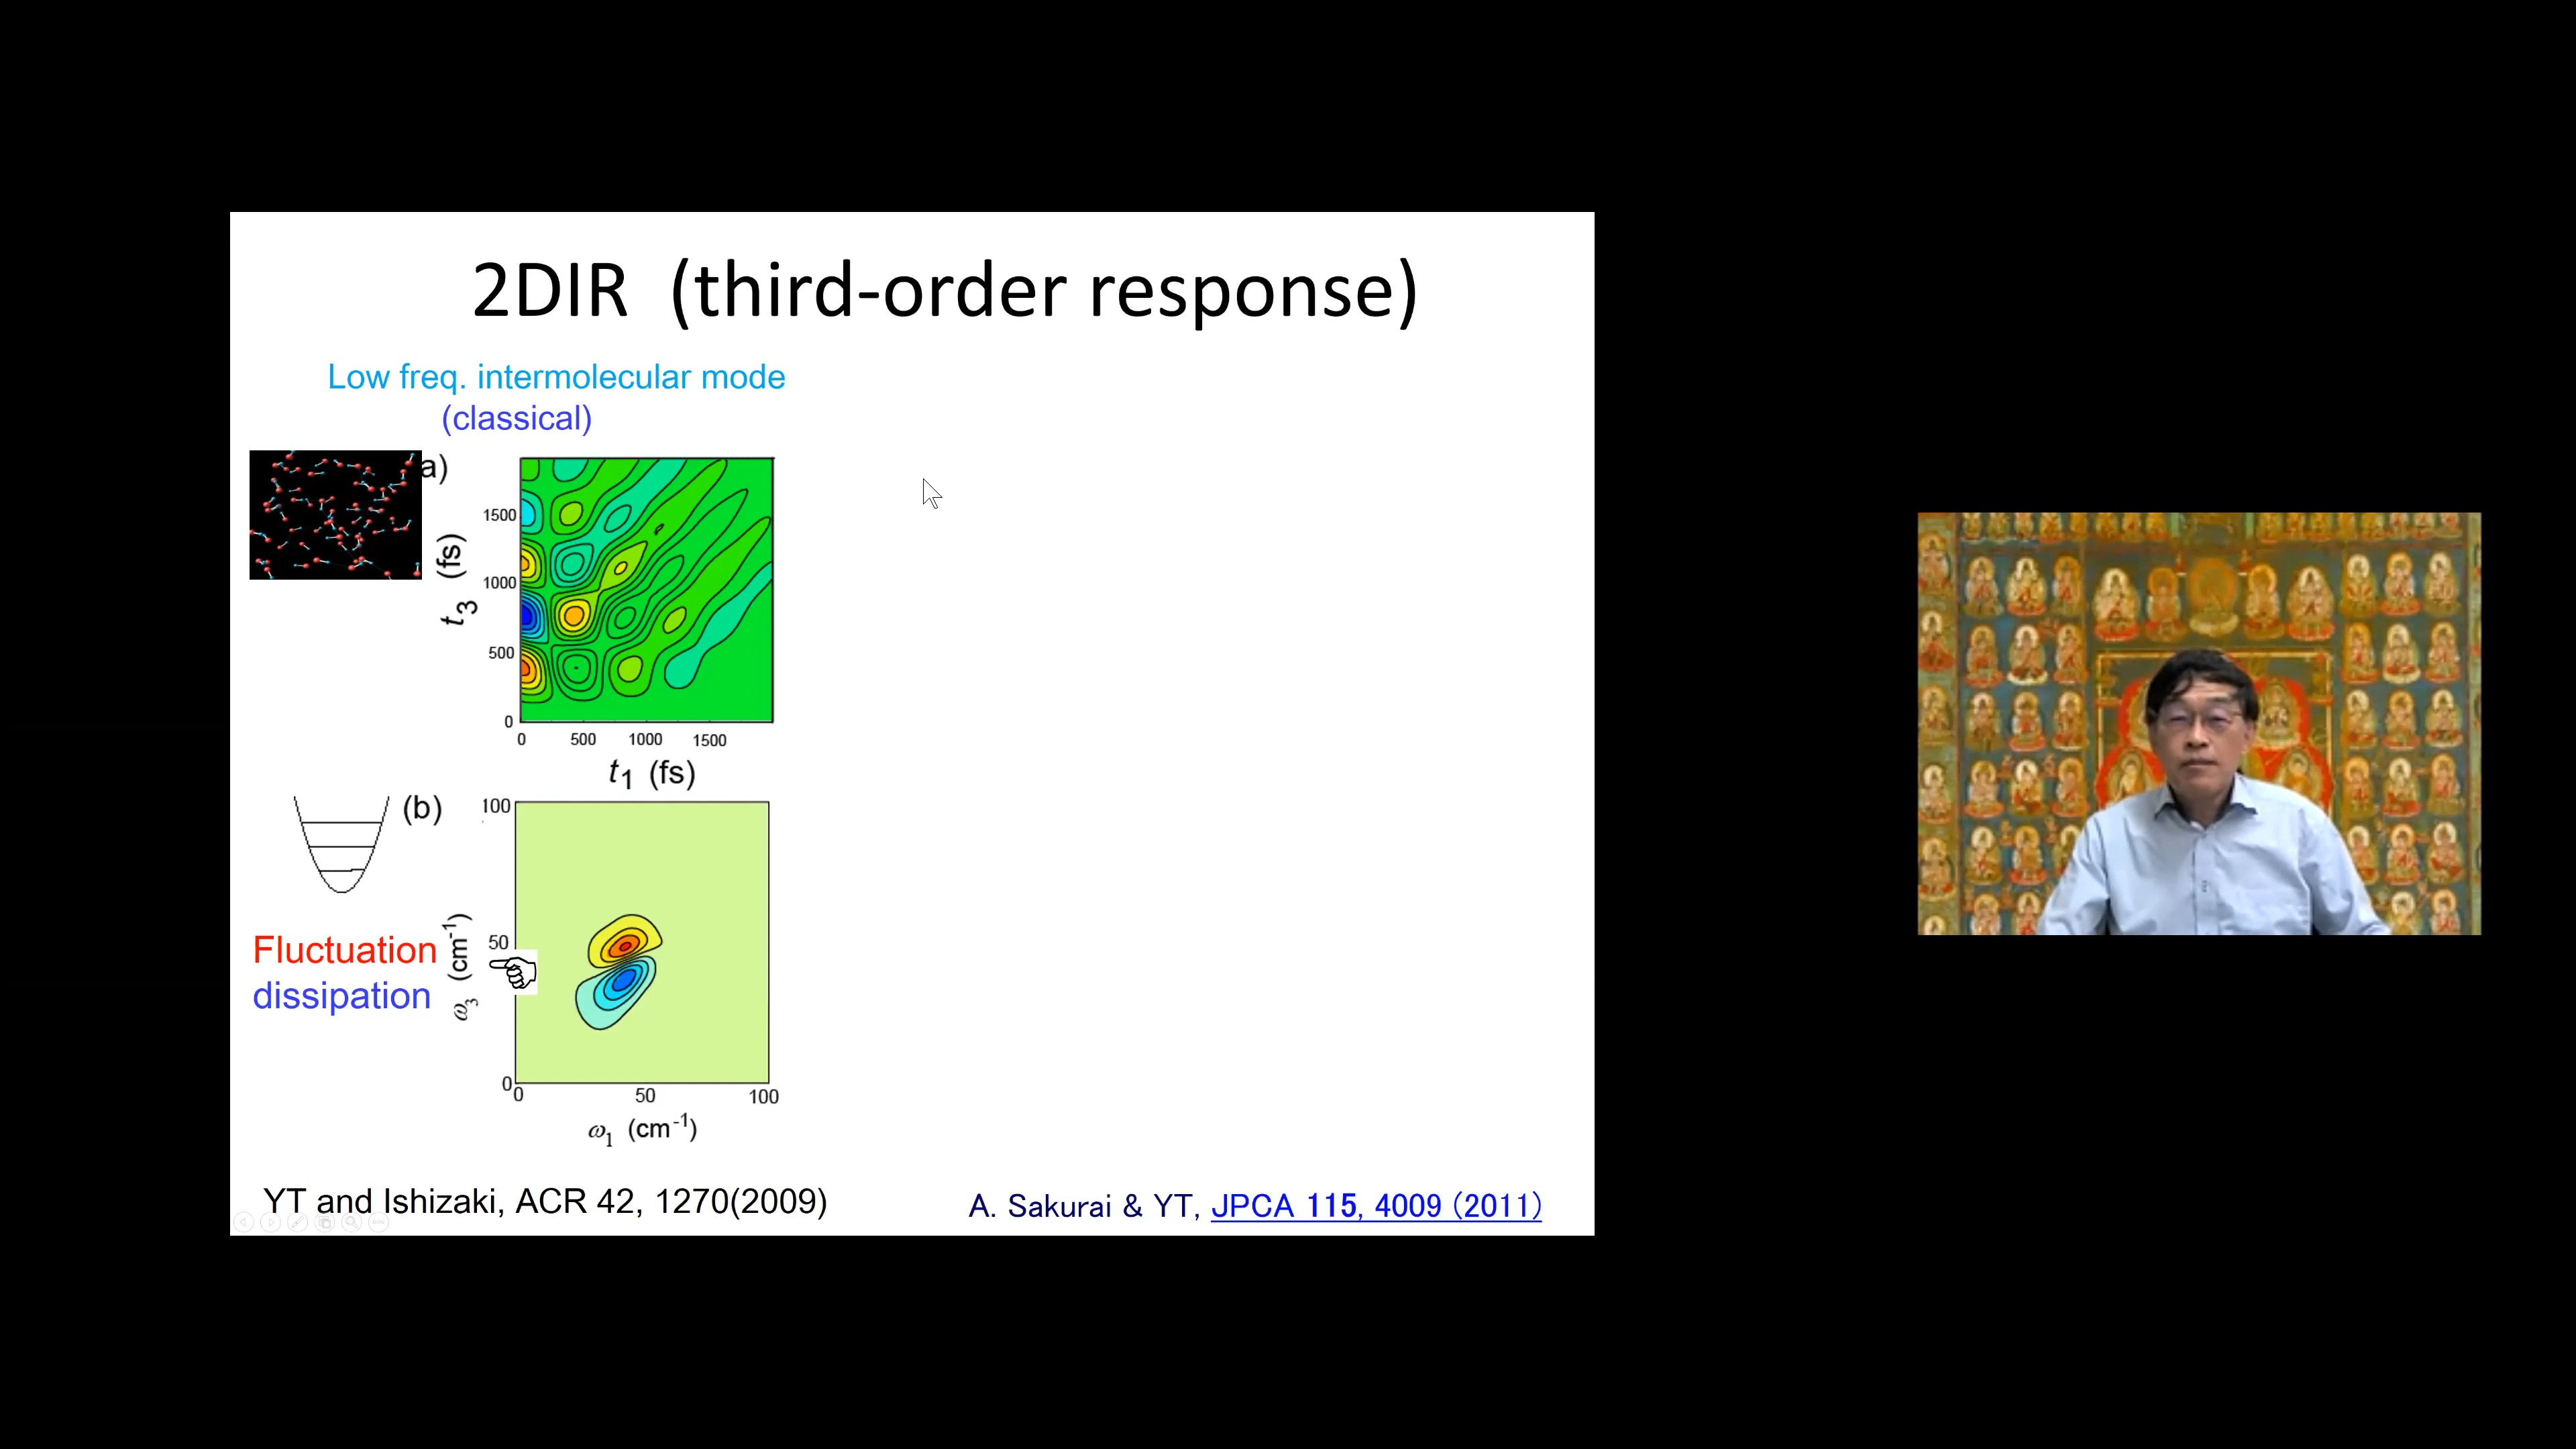 2DIR (third-order response)
Low freq. intermolecular mode
(classical)
a)
t3 (fs)
1500
1000
500
0
0 500 1000 1500
t1 (fs)
(b)
100
50
0
ω3 (cm-1)
Fluctuation
dissipation
0 50 100
ω1 (cm-1)
YT and Ishizaki, ACR 42, 1270(2009)
A. Sakurai & YT, JPCA 115, 4009 (2011)